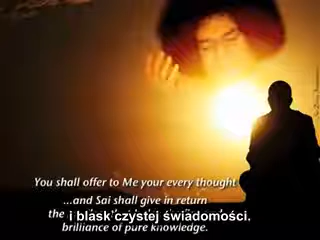 You shall offer to Me your every thought
...and Sai shall give in return
the
i blask czystej świadomości.
brilliance of pure knowledge.